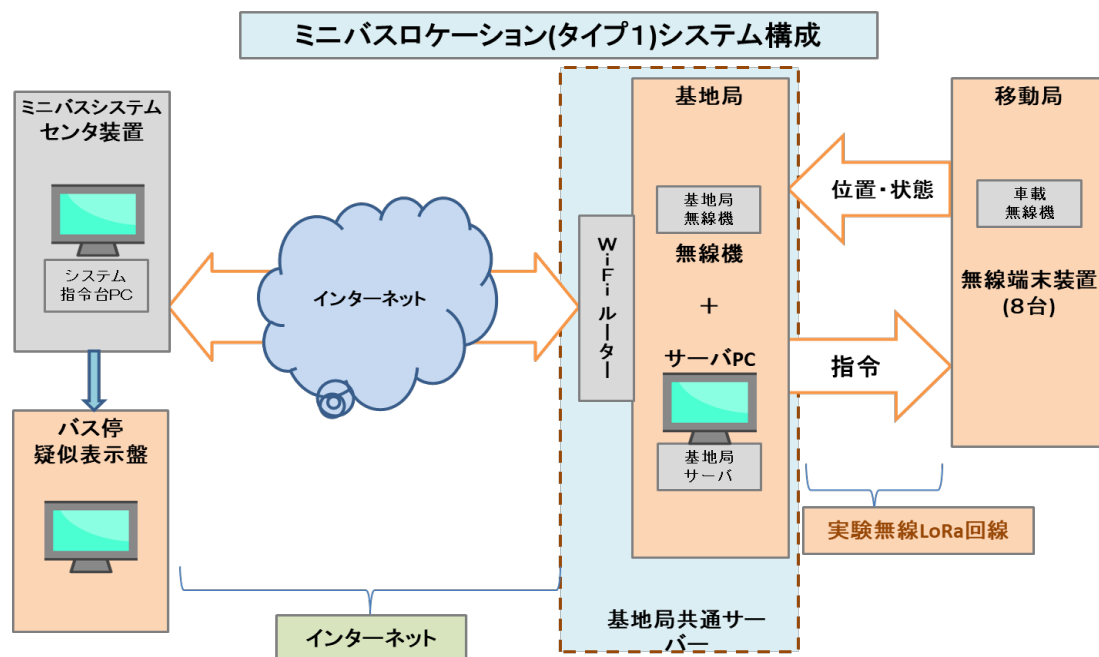 ミニバスロケーション(タイプ1)システム構成
ミニバスシステム
センタ装置
システム
指令台PC
バス停
疑似表示盤
インターネット
インターネット
WiFiルーター
基地局
基地局
無線機
無線機
+
サーバPC
基地局
サーバ
基地局共通サー
バー
位置・状態
指令
移動局
車載
無線機
無線端末装置
(8台)
実験無線LoRa回線